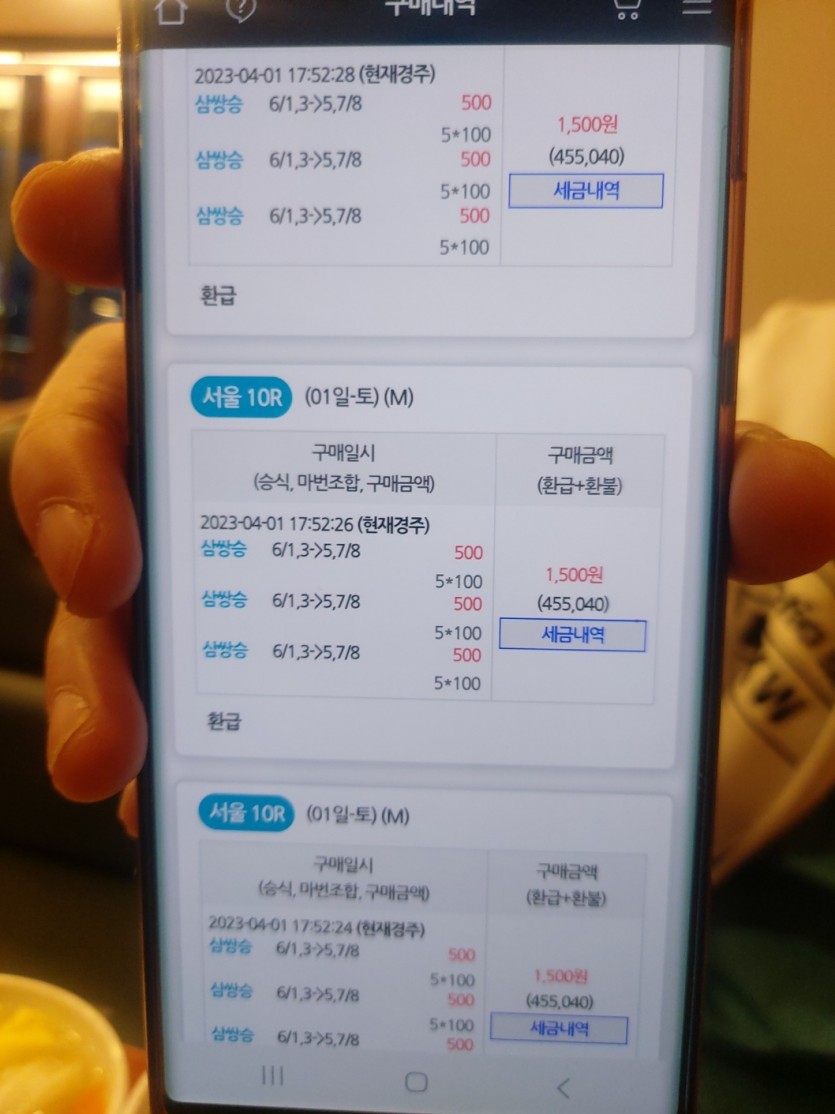 구매내역
2023-04-01 17:52:28 (현재경주)
삼쌍승 6/1,3->5,7/8 500
5*100
삼쌍승 6/1,3->5,7/8 500
5*100
삼쌍승 6/1,3->5,7/8 500
5*100
1,500원
(455,040)
세금내역
환급
서울 10R (01일-토) (M)
구매일시
(승식, 마번조합, 구매금액)
구매금액
(환급+환불)
2023-04-01 17:52:26 (현재경주)
삼쌍승 6/1,3->5,7/8 500
5*100
삼쌍승 6/1,3->5,7/8 500
5*100
삼쌍승 6/1,3->5,7/8 500
5*100
1,500원
(455,040)
세금내역
환급
서울 10R (01일-토) (M)
구매일시
(승식, 마번조합, 구매금액)
구매금액
(환급+환불)
2023-04-01 17:52:24 (현재경주)
삼쌍승 6/1,3->5,7/8 500
5*100
삼쌍승 6/1,3->5,7/8 500
5*100
삼쌍승 6/1,3->5,7/8 500
1,500원
(455,040)
세금내역